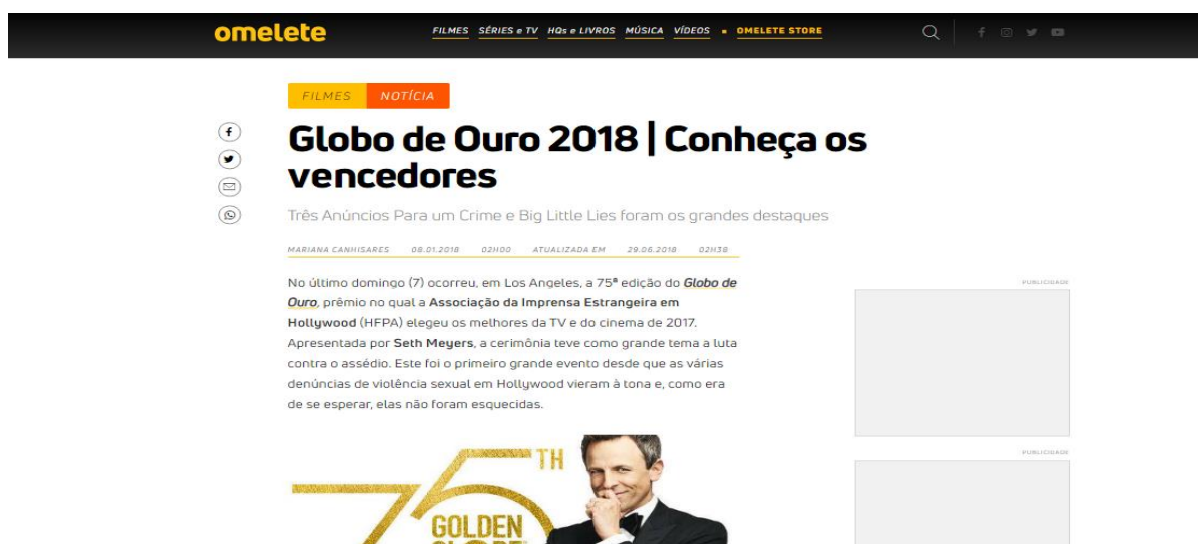 omelete
FILMES SÉRIES e TV HQs e LIVROS MÚSICA VÍDEOS OMELETE STORE
FILMES NOTÍCIA
Globo de Ouro 2018 | Conheça os
vencedores
Três Anúncios Para um Crime e Big Little Lies foram os grandes destaques
MARIANA CANHISARES 08.01.2018 02H00 ATUALIZADA EM 29.06.2018 02H38
No último domingo (7) ocorreu, em Los Angeles, a 75ª edição do Globo de
Ouro, prêmio no qual a Associação da Imprensa Estrangeira em
Hollywood (HFPA) elegeu os melhores da TV e do cinema de 2017.
Apresentada por Seth Meyers, a cerimônia teve como grande tema a luta
contra o assédio. Este foi o primeiro grande evento desde que as várias
denúncias de violência sexual em Hollywood vieram à tona e, como era
de se esperar, elas não foram esquecidas.
PUBLICIDADE
PUBLICIDADE
75TH
GOLDEN